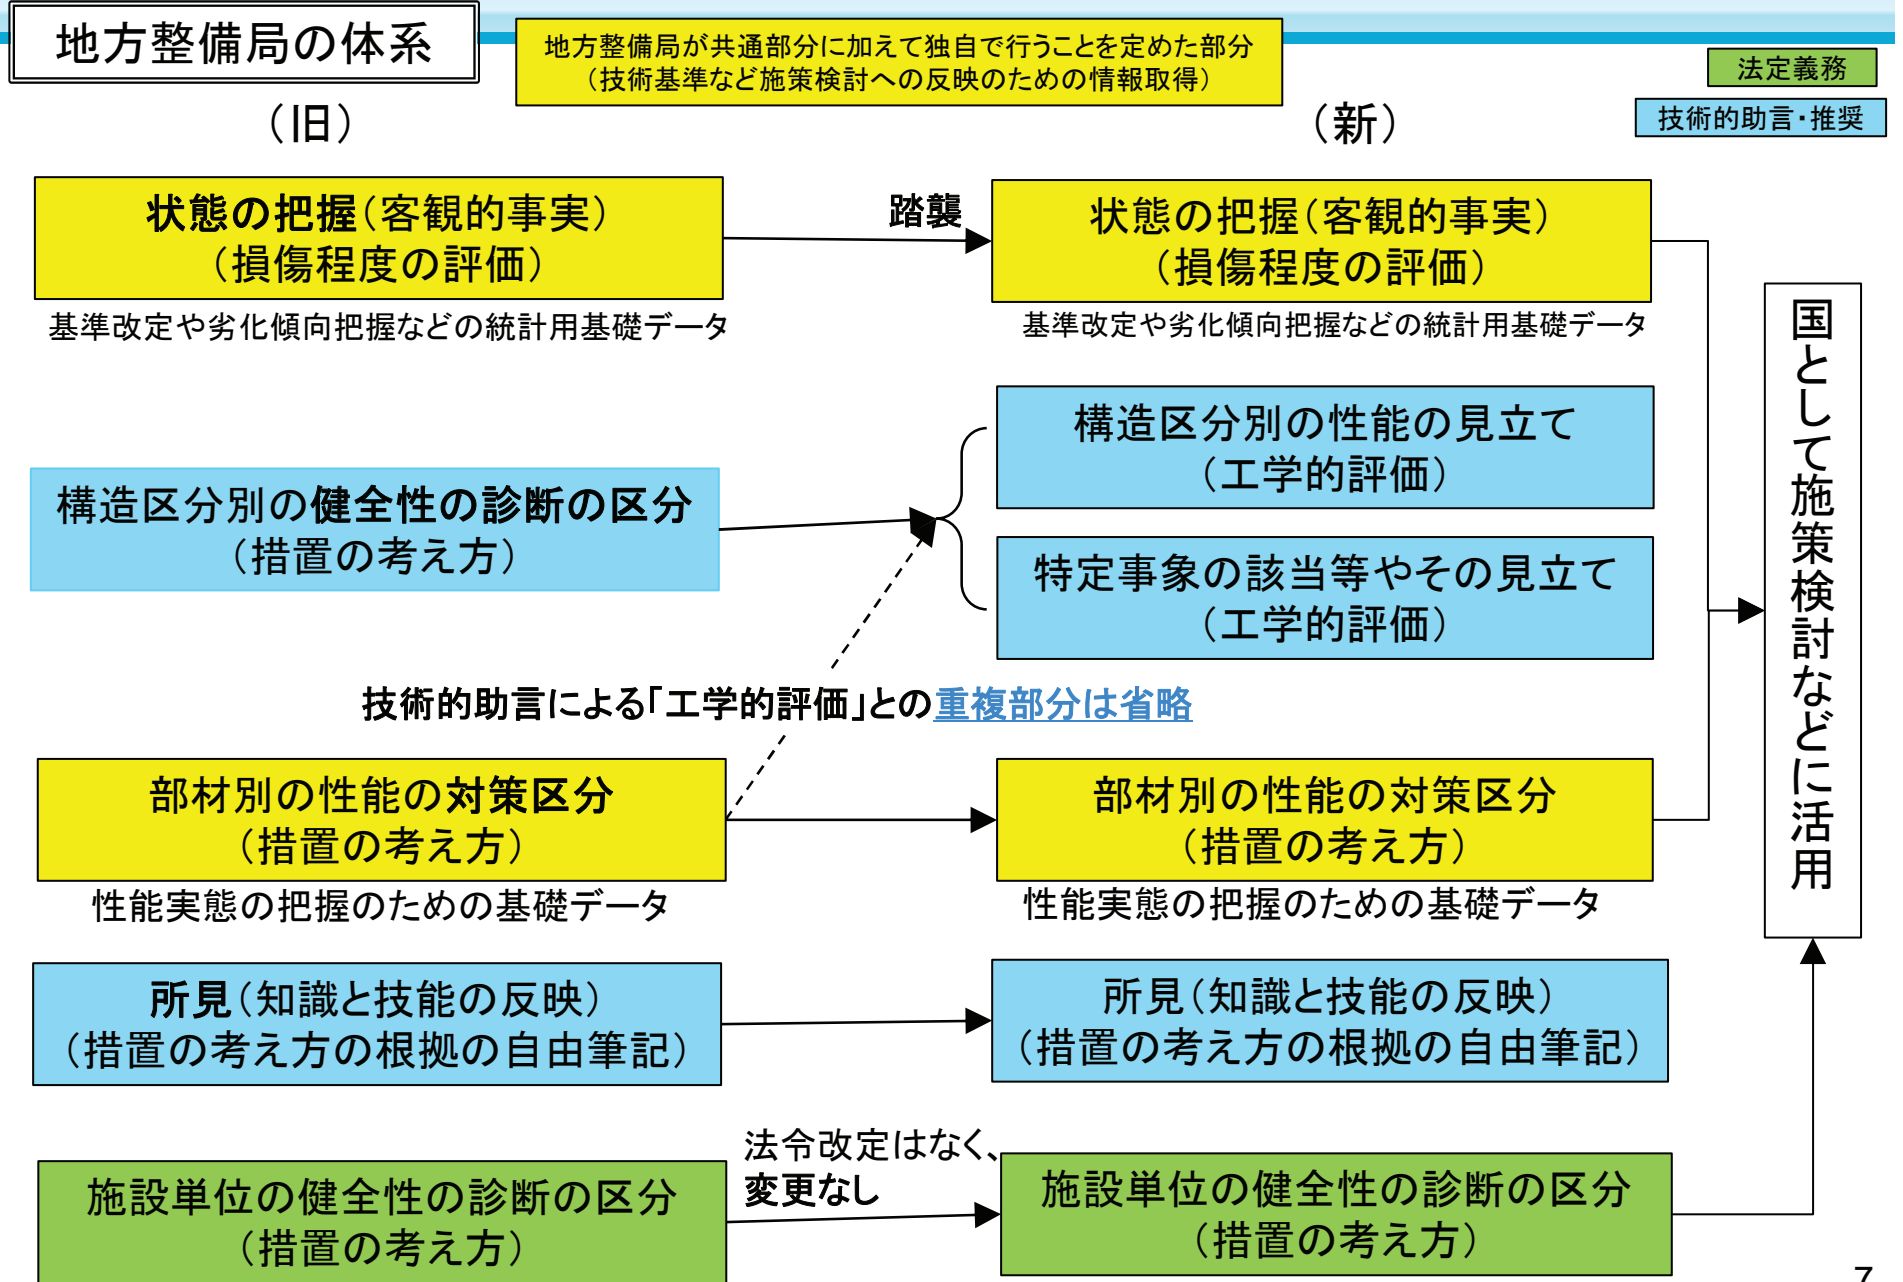 地方整備局の体系
地方整備局が共通部分に加えて独自で行うことを定めた部分
（技術基準など施策検討への反映のための情報取得）
法定義務
技術的助言・推奨
（旧）
（新）
状態の把握（客観的事実）
（損傷程度の評価）
基準改定や劣化傾向把握などの統計用基礎データ
踏襲
状態の把握（客観的事実）
（損傷程度の評価）
基準改定や劣化傾向把握などの統計用基礎データ
構造区分別の健全性の診断の区分
（措置の考え方）
構造区分別の性能の見立て
（工学的評価）
特定事象の該当等やその見立て
（工学的評価）
技術的助言による「工学的評価」との重複部分は省略
部材別の性能の対策区分
（措置の考え方）
性能実態の把握のための基礎データ
部材別の性能の対策区分
（措置の考え方）
性能実態の把握のための基礎データ
所見（知識と技能の反映）
（措置の考え方の根拠の自由筆記）
所見（知識と技能の反映）
（措置の考え方の根拠の自由筆記）
施設単位の健全性の診断の区分
（措置の考え方）
法令改定はなく、
変更なし
施設単位の健全性の診断の区分
（措置の考え方）
国として施策検討などに活用
7